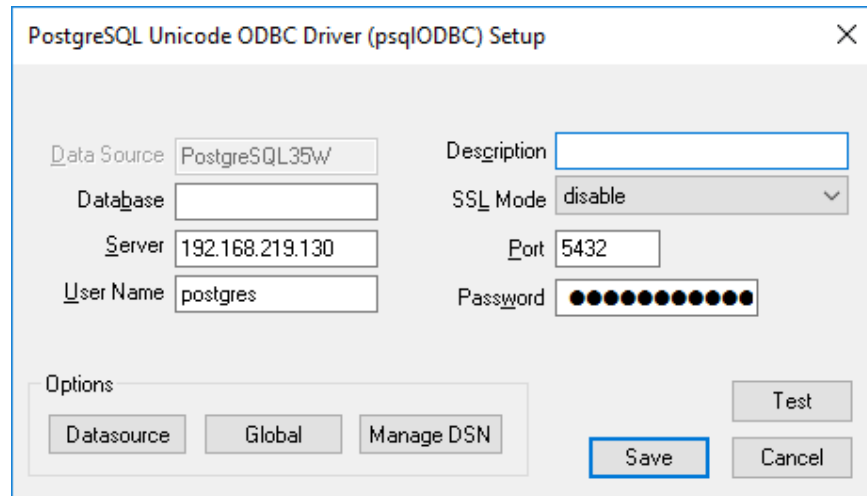 PostgreSQL Unicode ODBC Driver (psqlODBC) Setup
Data Source PostgreSQL35W
Description
Database
SSL Mode disable
Server 192.168.219.130
Port 5432
User Name postgres
Password ●●●●●●●●●●●
Options
Datasource Global Manage DSN
Test
Save Cancel